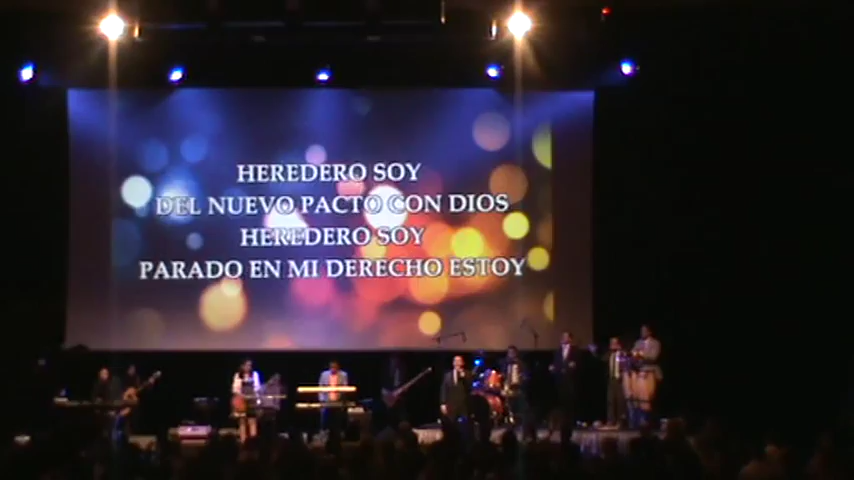 HEREDERO SOY
DEL NUEVO PACTO CON DIOS
HEREDERO SOY
PARADO EN MI DERECHO ESTOY